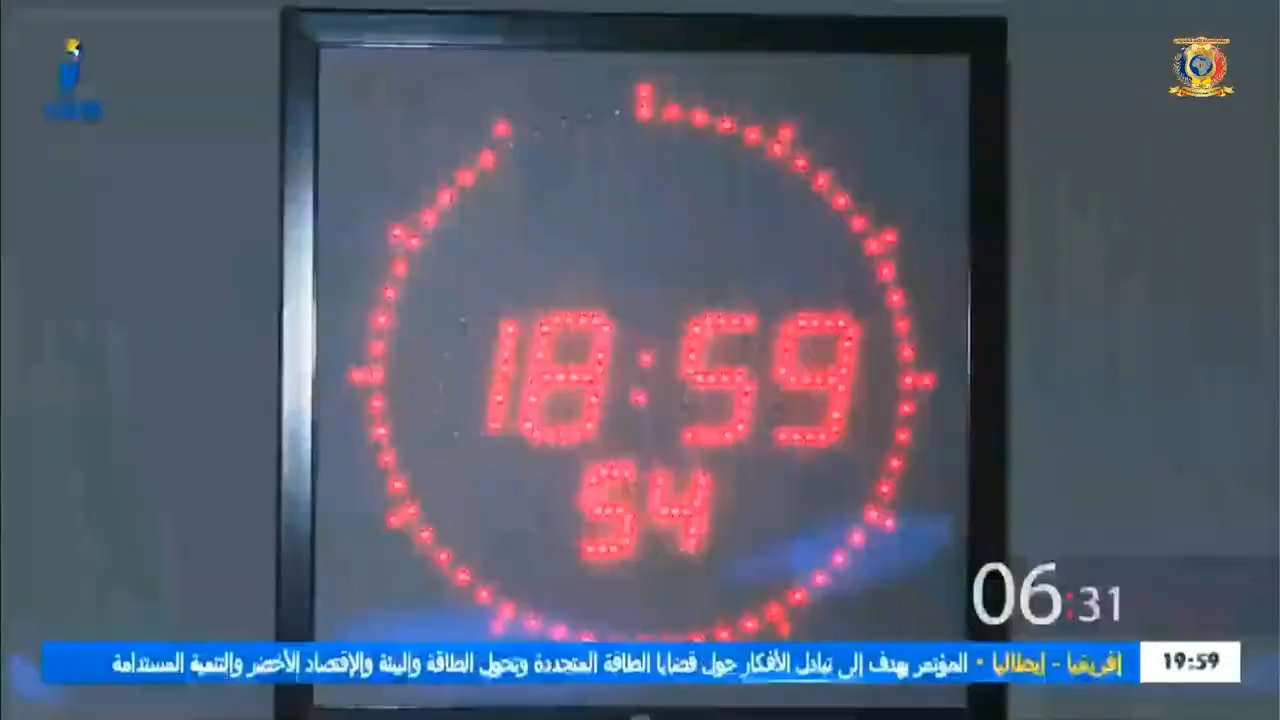 18:59
54
06:31
إفريقيا - إيطاليا • المؤتمر يهدف إلى تبادل الأفكار حول قضايا الطاقة المتجددة وتحول الطاقة والبيئة والإقتصاد الأخضر والتنمية المستدامة
19:59